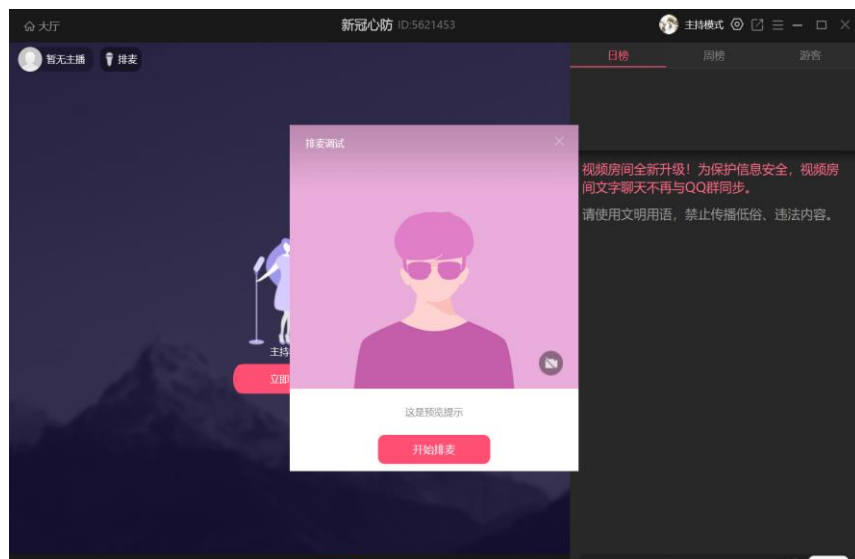 大厅
新冠心防 ID:5621453
主持模式
暂无主播
排麦
日榜
周榜
游客
排麦调试
视频房间全新升级！为保护信息安全，视频房
间文字聊天不再与QQ群同步。
请使用文明用语，禁止传播低俗、违法内容。
主持
立即
这是预览提示
开始排麦